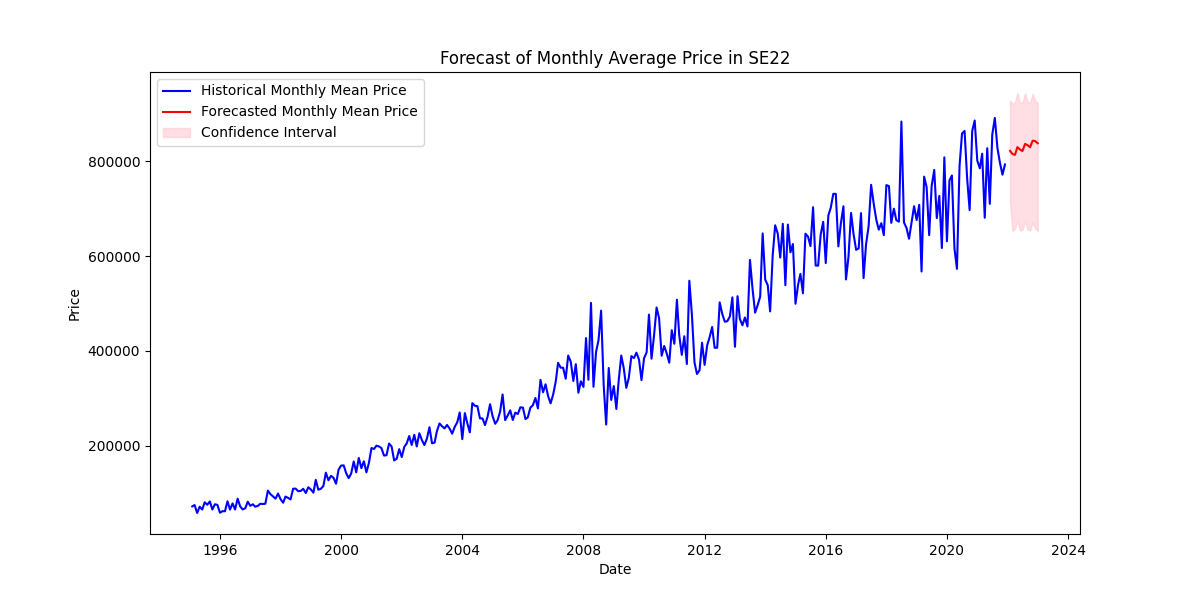 Forecast of Monthly Average Price in SE22
Historical Monthly Mean Price
Forecasted Monthly Mean Price
Confidence Interval
800000
600000
400000
200000
Price
1996
2000
2004
2008
2012
2016
2020
2024
Date